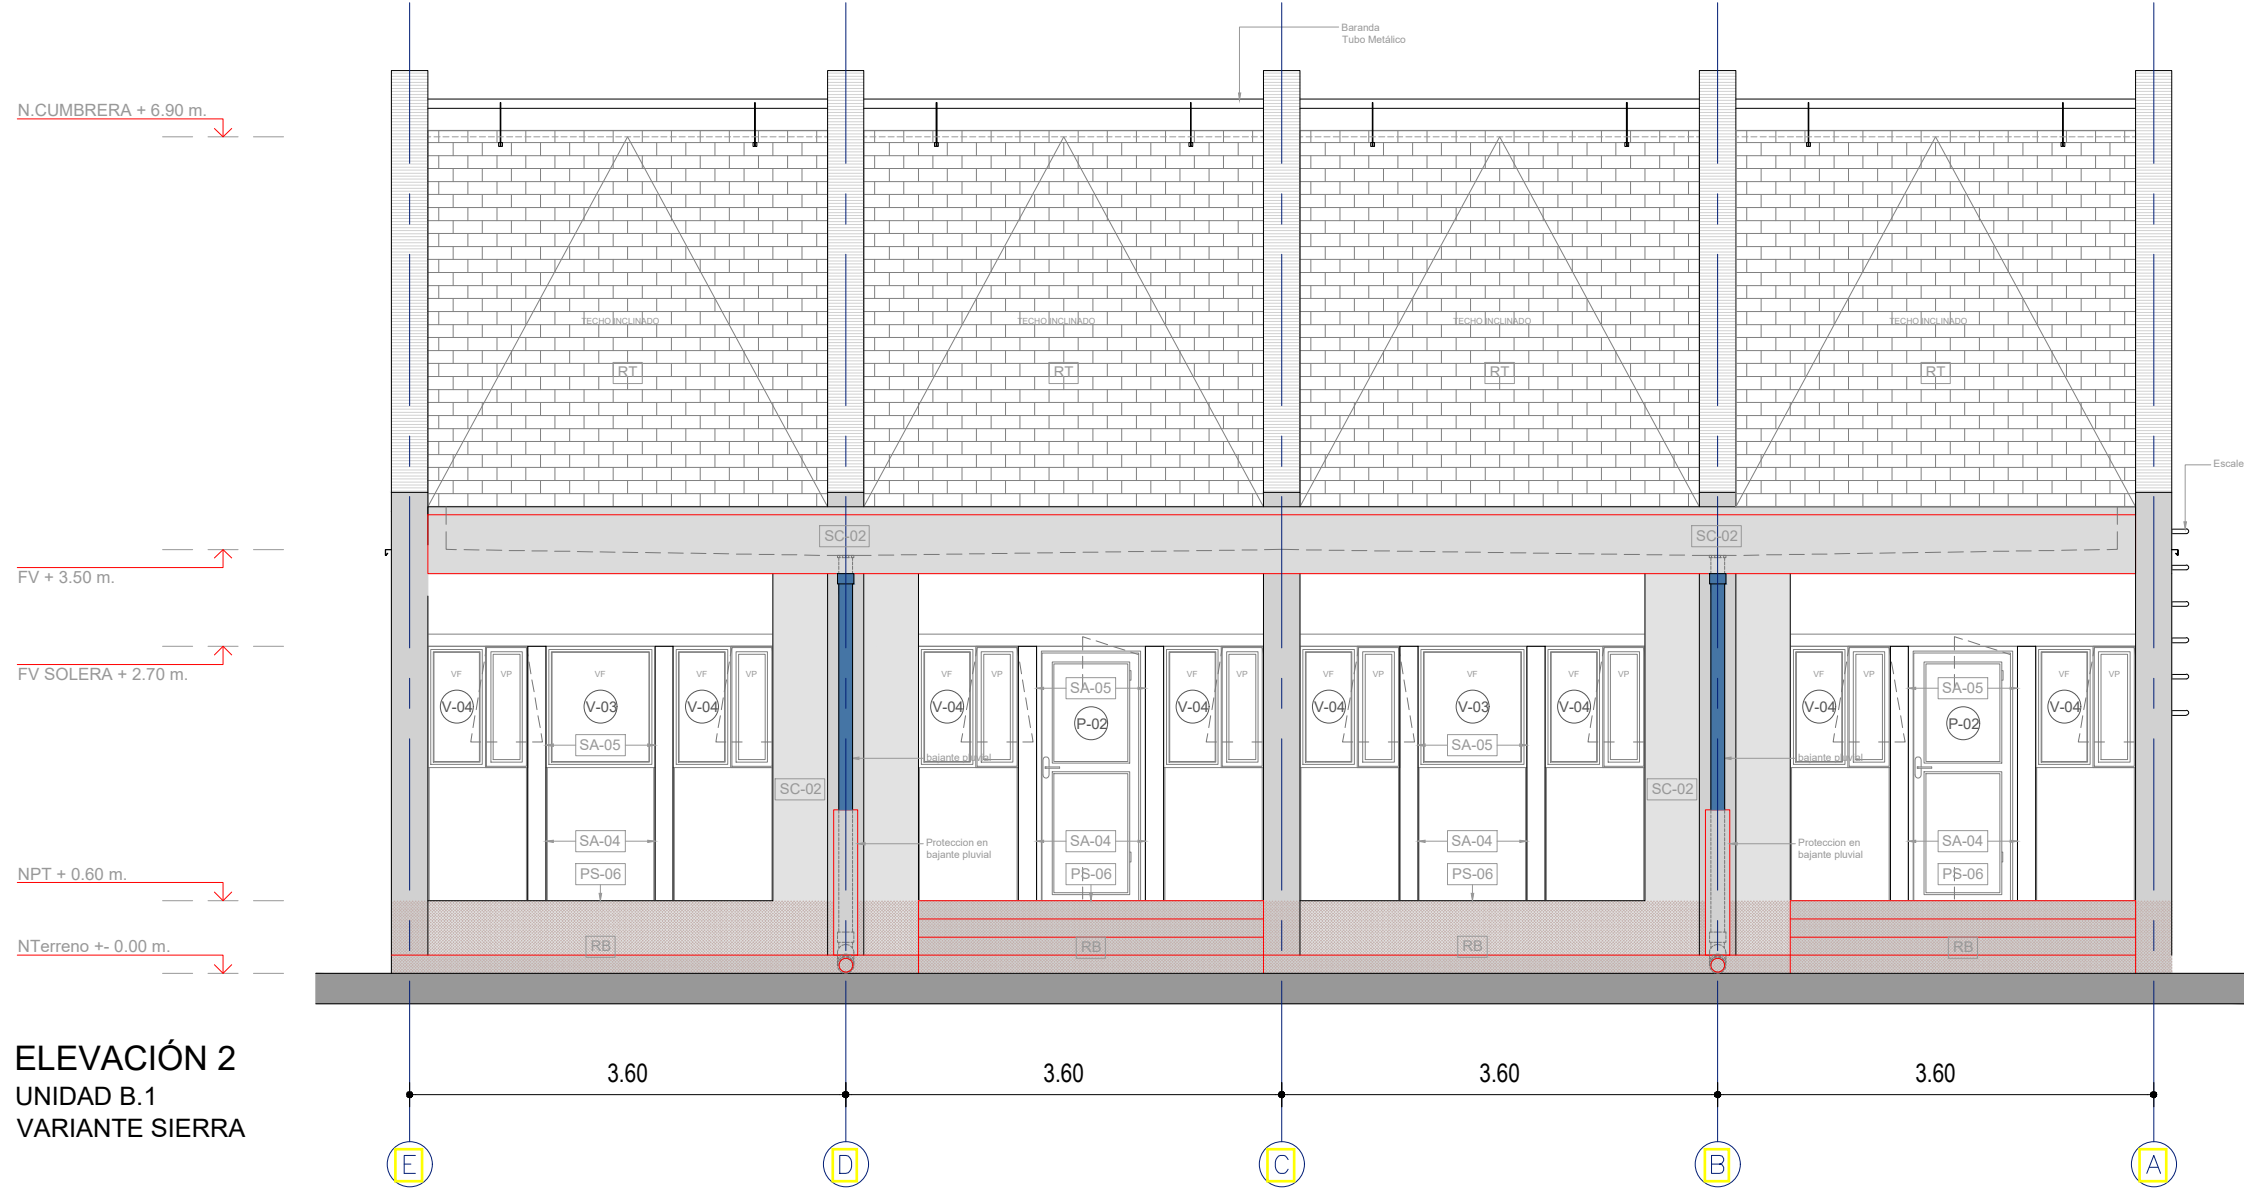 Baranda
Tubo Metálico
N.CUMBRERA + 6.90 m.
TECHO INCLINADO
TECHO INCLINADO
TECHO INCLINADO
TECHO INCLINADO
RT
RT
RT
RT
Escale
SC-02
SC-02
FV + 3.50 m.
FV SOLERA + 2.70 m.
VF
VP
VF
VF
VP
VF
VP
VF
VP
VF
VP
VF
VF
VP
VF
VP
VF
VP
SA-05
SA-05
V-04
V-03
V-04
V-04
P-02
V-04
V-04
V-03
V-04
V-04
P-02
V-04
SA-05
SA-05
bajante pluvial
bajante pluvial
SC-02
SC-02
SA-04
SA-04
SA-04
SA-04
Proteccion en
bajante pluvial
Proteccion en
bajante pluvial
NPT + 0.60 m.
PS-06
PS-06
PS-06
PS-06
NTerreno +- 0.00 m.
RB
RB
RB
RB
ELEVACIÓN 2
UNIDAD B.1
VARIANTE SIERRA
3.60
3.60
3.60
3.60
E
D
C
B
A